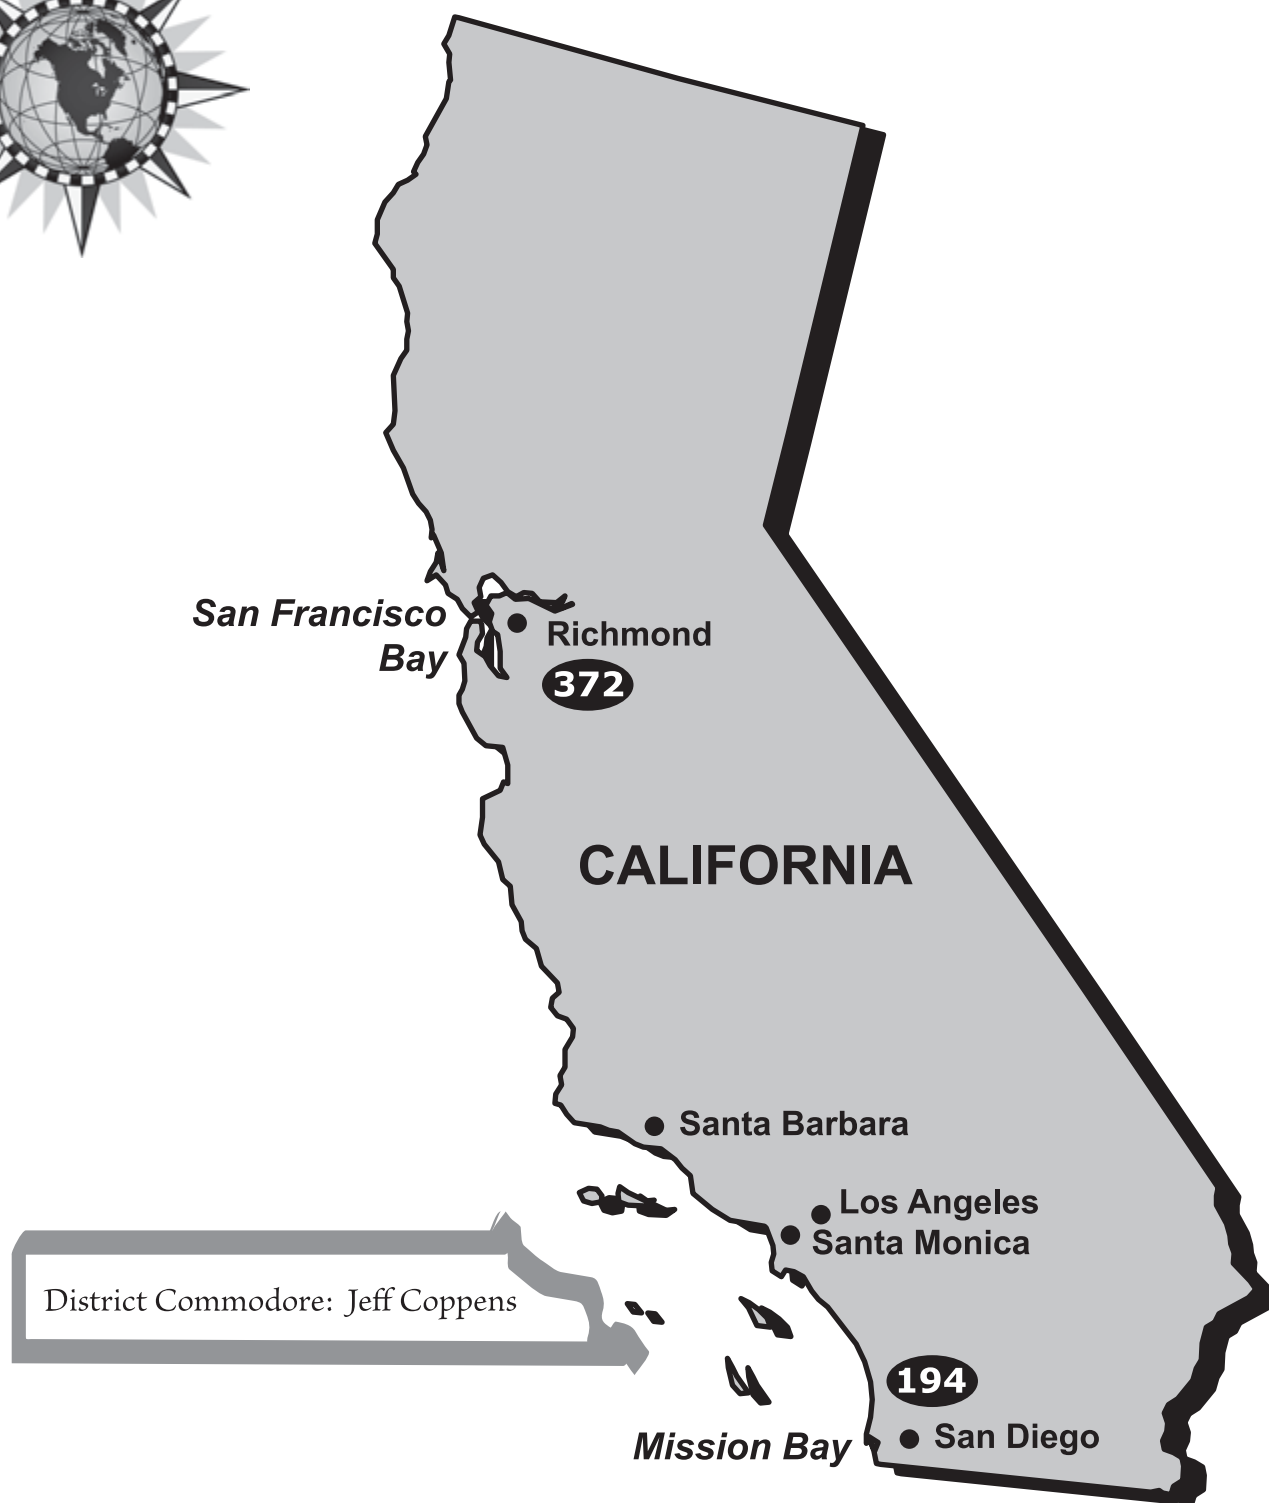 San Francisco
Bay
Richmond
372
CALIFORNIA
Santa Barbara
Los Angeles
Santa Monica
District Commodore: Jeff Coppens
194
Mission Bay
San Diego